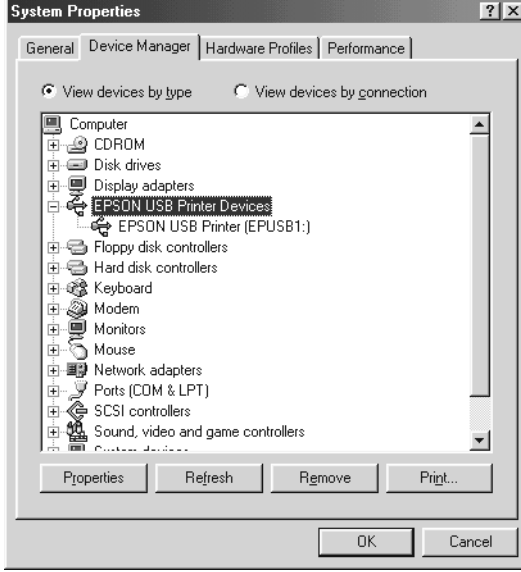 System Properties
General Device Manager Hardware Profiles Performance
View devices by type View devices by connection
Computer
CDROM
Disk drives
Display adapters
EPSON USB Printer Devices
EPSON USB Printer (EPUSB1:)
Floppy disk controllers
Hard disk controllers
Keyboard
Modem
Monitors
Mouse
Network adapters
Ports (COM & LPT)
SCSI controllers
Sound, video and game controllers
Properties Refresh Remove Print...
OK Cancel